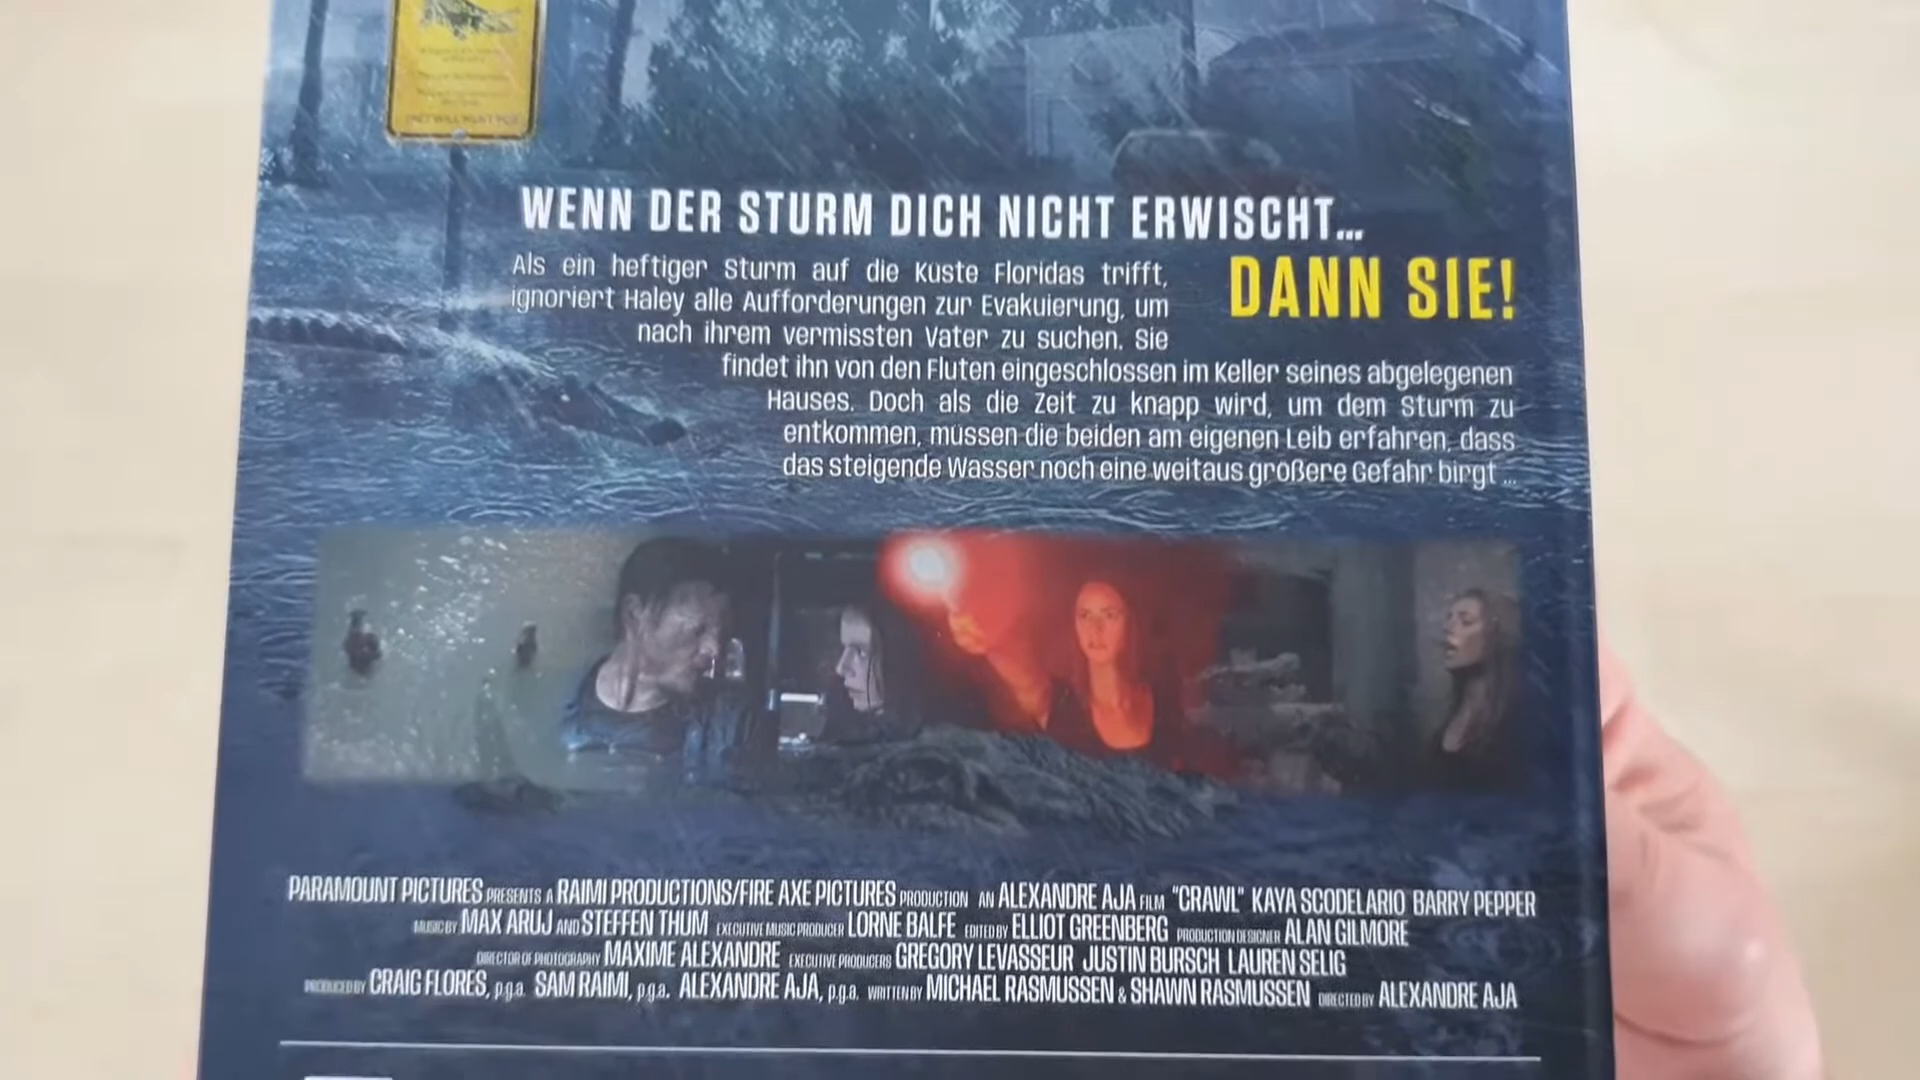 THEY WILL HUNT YOU
WENN DER STURM DICH NICHT ERWISCHT...
DANN SIE!
Als ein heftiger Sturm auf die Küste Floridas trifft,
ignoriert Haley alle Aufforderungen zur Evakuierung, um
nach ihrem vermissten Vater zu suchen. Sie
findet ihn von den Fluten eingeschlossen im Keller seines abgelegenen
Hauses. Doch als die Zeit zu knapp wird, um dem Sturm zu
entkommen, müssen die beiden am eigenen Leib erfahren, dass
das steigende Wasser noch eine weitaus größere Gefahr birgt ...
PARAMOUNT PICTURES PRESENTS A RAIMI PRODUCTIONS/FIRE AXE PICTURES PRODUCTION AN ALEXANDRE AJA FILM "CRAWL" KAYA SCODELARIO BARRY PEPPER
MUSIC BY MAX ARUJ AND STEFFEN THUM EXECUTIVE MUSIC PRODUCER LORNE BALFE EDITED BY ELLIOT GREENBERG PRODUCTION DESIGNER ALAN GILMORE
DIRECTOR OF PHOTOGRAPHY MAXIME ALEXANDRE EXECUTIVE PRODUCERS GREGORY LEVASSEUR JUSTIN BURSCH LAUREN SELIG
PRODUCED BY CRAIG FLORES, p.g.a. SAM RAIMI, p.g.a. ALEXANDRE AJA, p.g.a. WRITTEN BY MICHAEL RASMUSSEN & SHAWN RASMUSSEN DIRECTED BY ALEXANDRE AJA